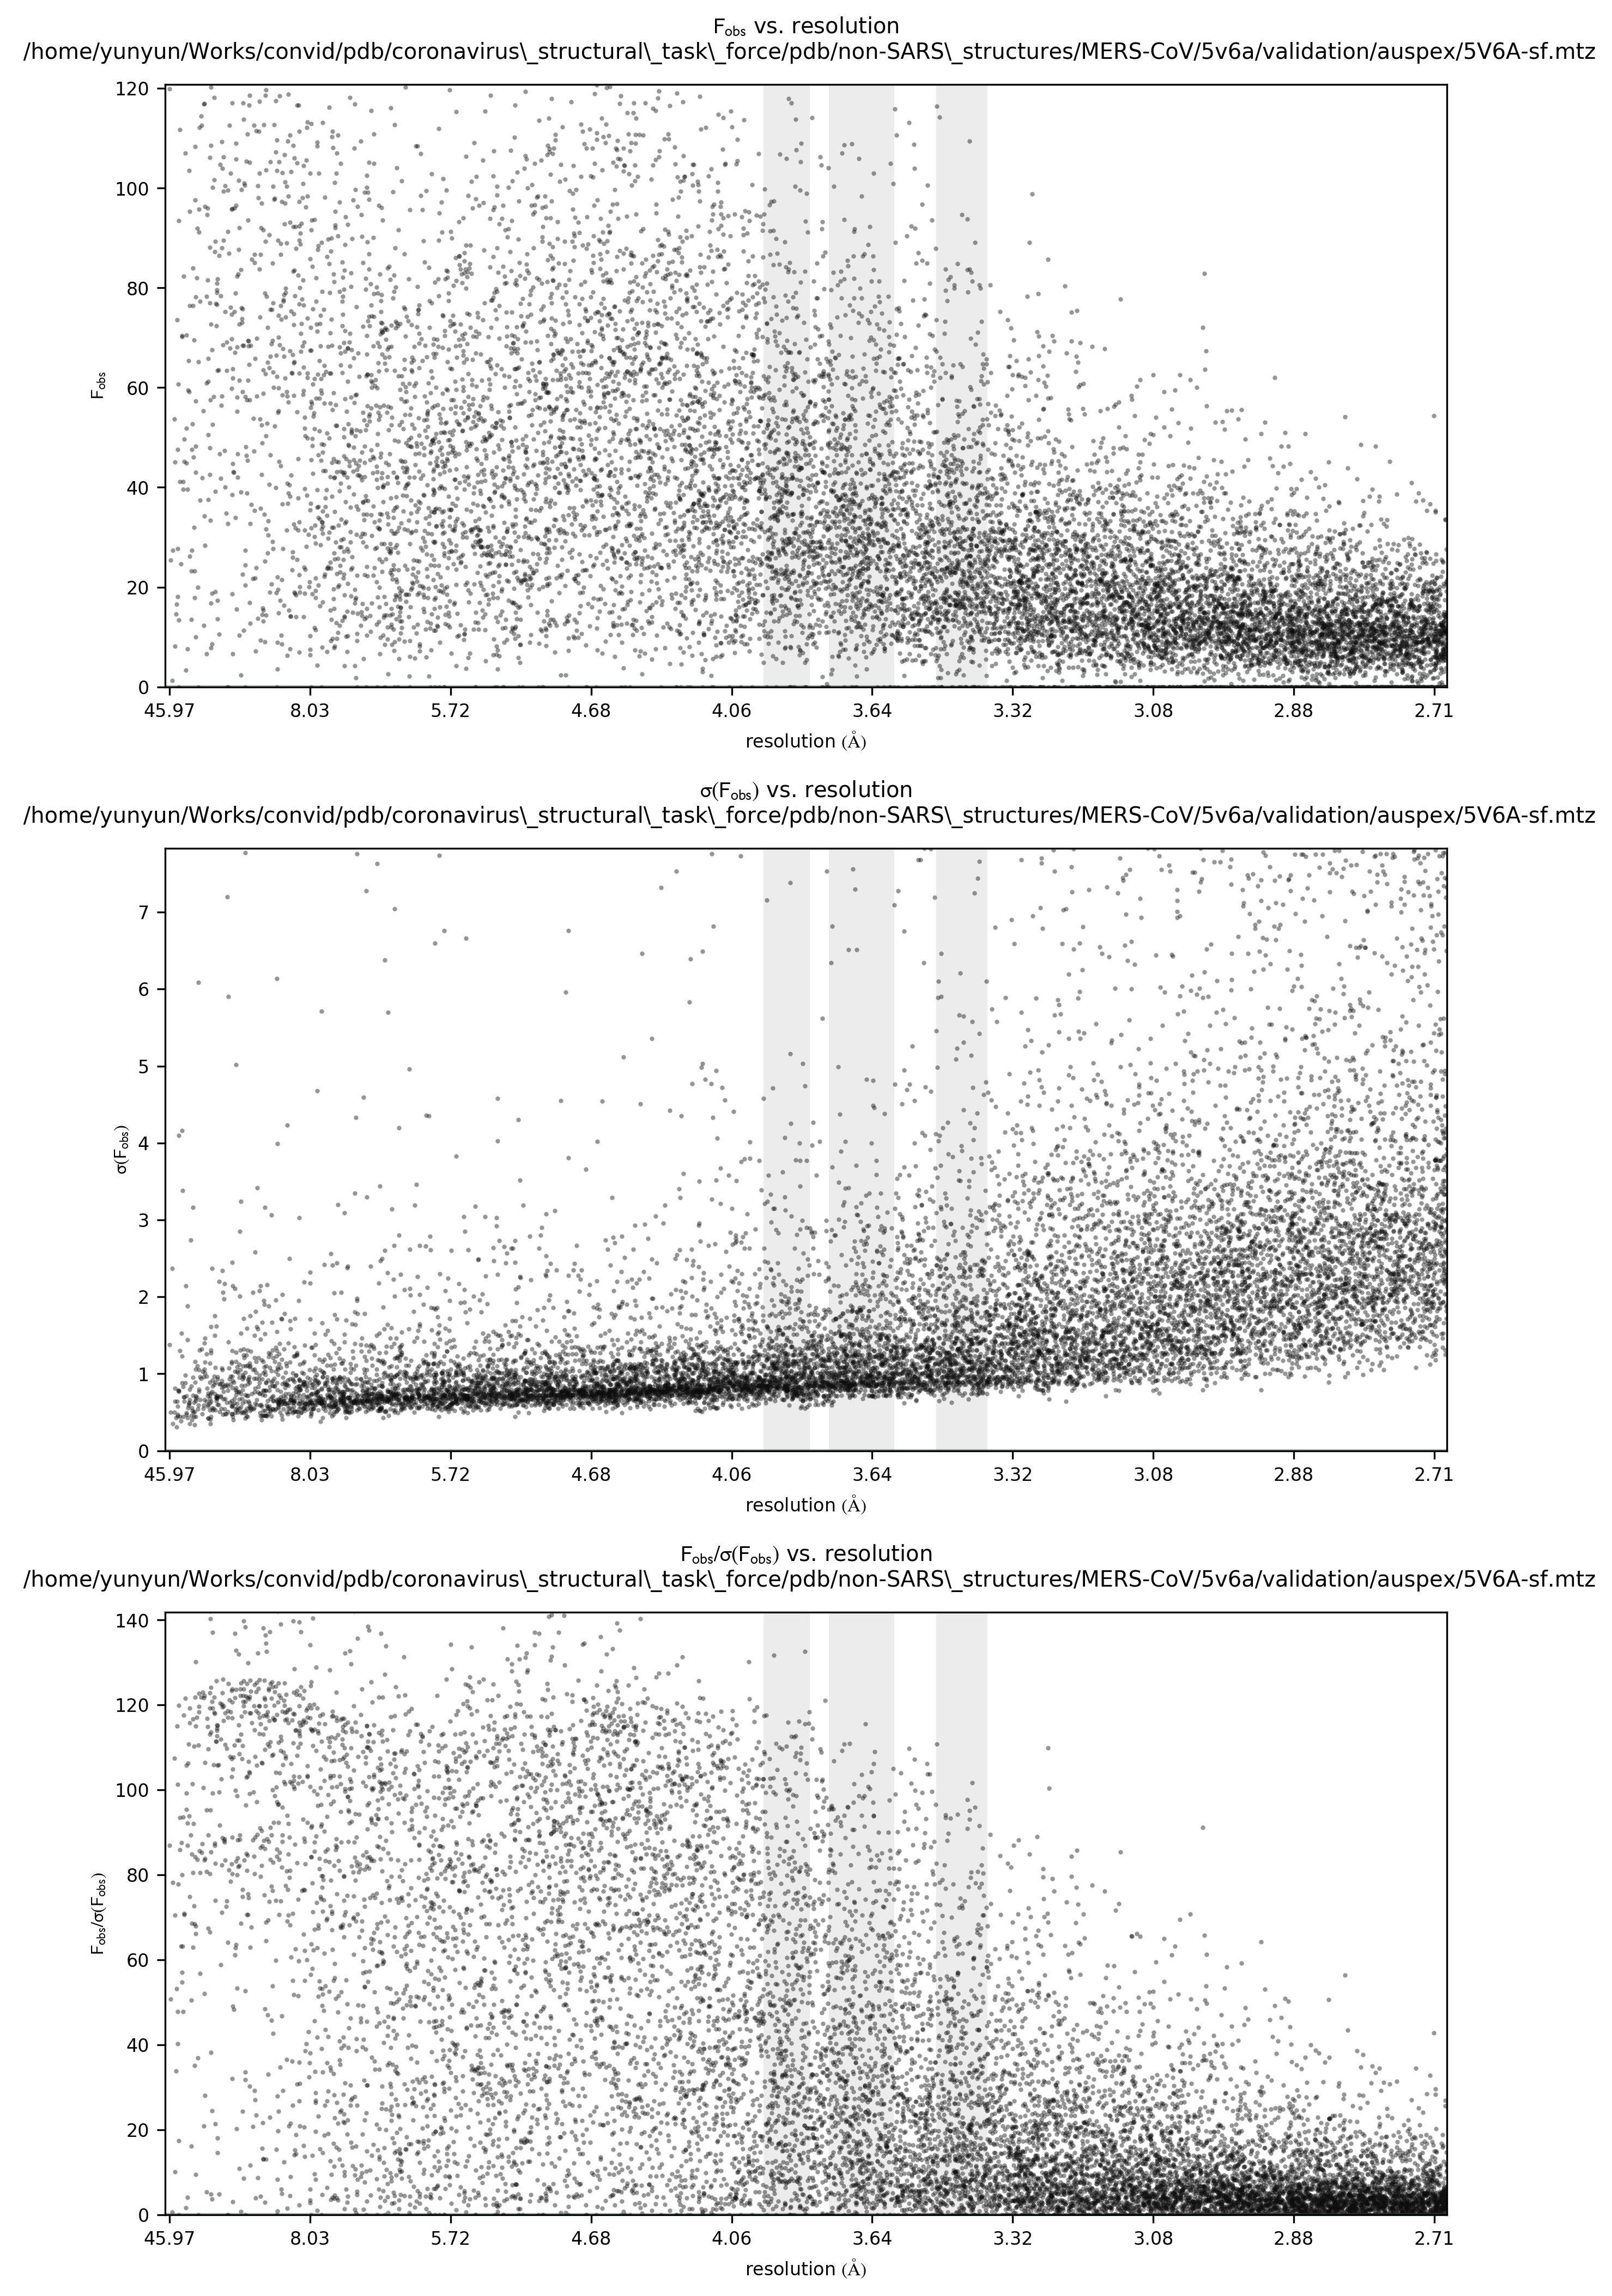 F_obs vs. resolution
/home/yunyun/Works/convid/pdb/coronavirus\_structural\_task\_force/pdb/non-SARS\_structures/MERS-CoV/5v6a/validation/auspex/5V6A-sf.mtz
120
100
80
60
40
20
0
F_obs
45.97 8.03 5.72 4.68 4.06 3.64 3.32 3.08 2.88 2.71
resolution (Å)
σ(F_obs) vs. resolution
/home/yunyun/Works/convid/pdb/coronavirus\_structural\_task\_force/pdb/non-SARS\_structures/MERS-CoV/5v6a/validation/auspex/5V6A-sf.mtz
7
6
5
4
3
2
1
0
σ(F_obs)
45.97 8.03 5.72 4.68 4.06 3.64 3.32 3.08 2.88 2.71
resolution (Å)
F_obs/σ(F_obs) vs. resolution
/home/yunyun/Works/convid/pdb/coronavirus\_structural\_task\_force/pdb/non-SARS\_structures/MERS-CoV/5v6a/validation/auspex/5V6A-sf.mtz
140
120
100
80
60
40
20
0
F_obs/σ(F_obs)
45.97 8.03 5.72 4.68 4.06 3.64 3.32 3.08 2.88 2.71
resolution (Å)